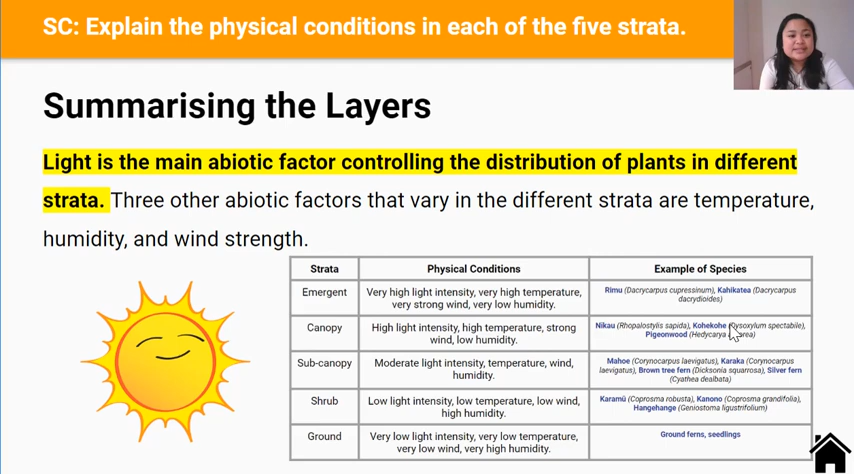 SC: Explain the physical conditions in each of the five strata.
Summarising the Layers
Light is the main abiotic factor controlling the distribution of plants in different
strata. Three other abiotic factors that vary in the different strata are temperature,
humidity, and wind strength.
Strata Physical Conditions Example of Species
Emergent
Very high light intensity, very high temperature,
very strong wind, very low humidity.
Rimu (Dacrycarpus cupressinum), Kahikatea (Dacrycarpus
dacrydioides)
Canopy
High light intensity, high temperature, strong
wind, low humidity.
Nikau (Rhopalostylis sapida), Kohekohe spectabile),
Pigeonwood (Hedycarya
Sub-canopy
Moderate light intensity, temperature, wind,
humidity.
Mahoe (Corynocarpus laevigatus), Karaka (Corynocarpus
laevigatus), Brown tree fern (Dicksonia squarrosa), Silver fern
(Cyathea dealbata)
Shrub
Low light intensity, low temperature, low wind,
high humidity.
Karamū (Coprosma robusta), Kanono (Coprosma grandifolia),
Hangehange (Geniostoma ligustrifolium)
Ground
Very low light intensity, very low temperature,
very low wind, very high humidity.
Ground ferns, seedlings